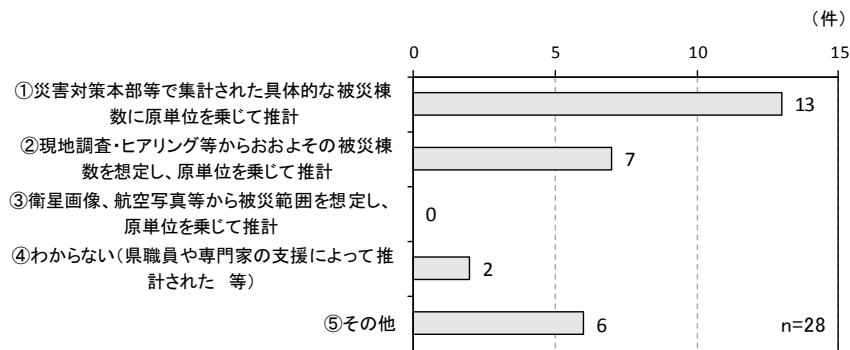 （件）
0 5 10 15
①災害対策本部等で集計された具体的な被災棟
数に原単位を乗じて推計
13
②現地調査・ヒアリング等からおおよその被災棟
数を想定し、原単位を乗じて推計
7
③衛星画像、航空写真等から被災範囲を想定し、
原単位を乗じて推計
0
④わからない（県職員や専門家の支援によって推
計された　等）
2
⑤その他
6
n=28